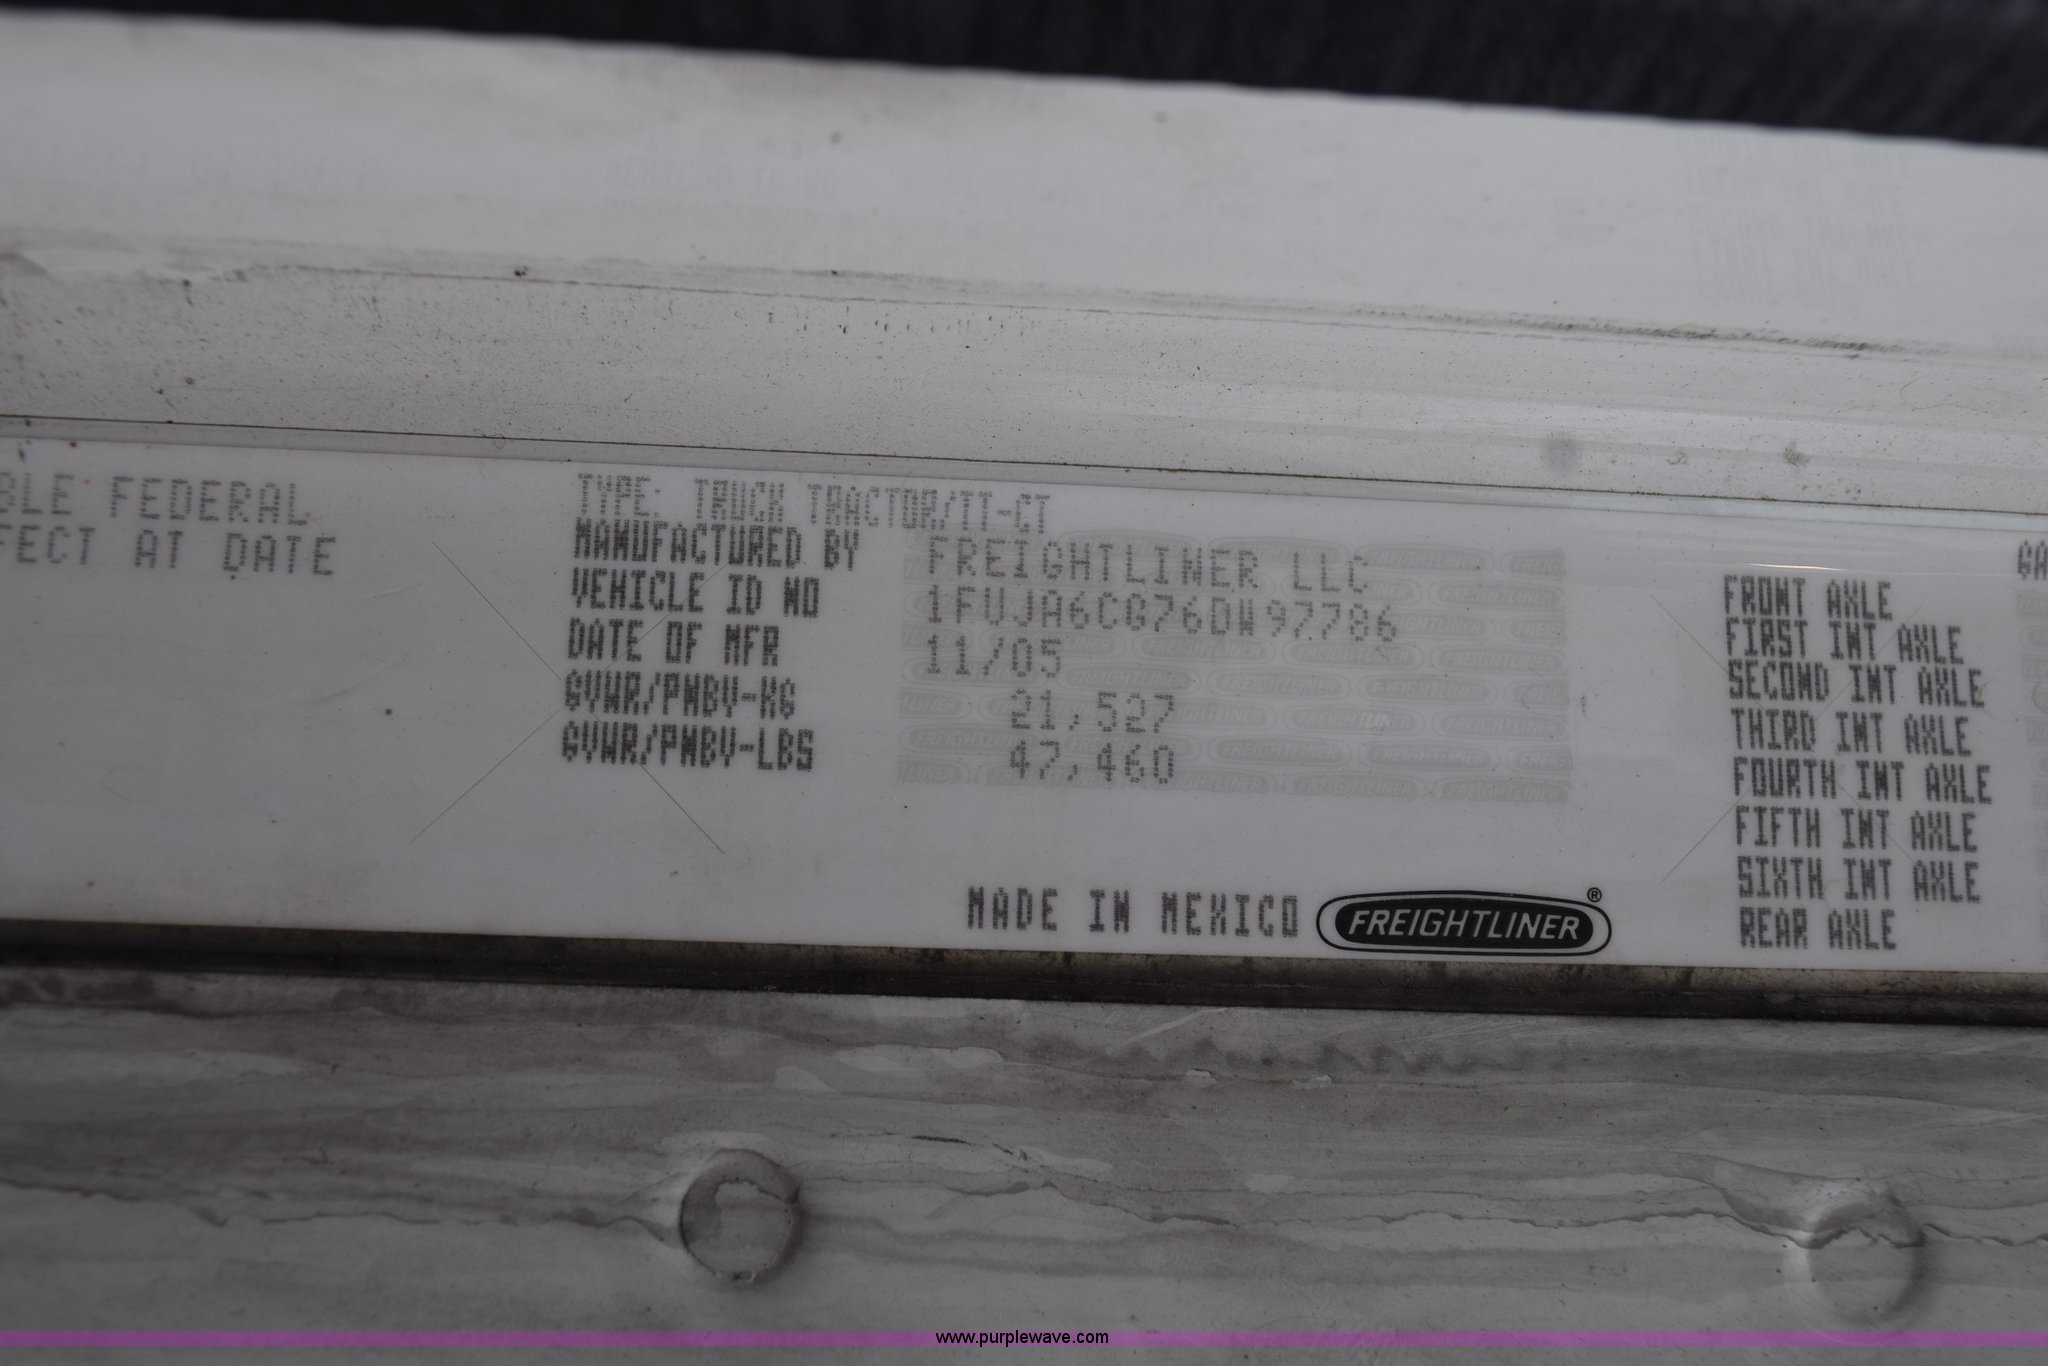 BLE FEDERAL
FECT AT DATE
TYPE: TRUCK TRACTOR/TT-CT
MANUFACTURED BY FREIGHTLINER LLC
VEHICLE ID NO 1FUJA6CG76DW97786
DATE OF MFR 11/05
GVWR/PNBV-KG 21,527
GVWR/PNBV-LBS 47,460
MADE IN MEXICO FREIGHTLINER®
GA
FRONT AXLE
FIRST INT AXLE
SECOND INT AXLE
THIRD INT AXLE
FOURTH INT AXLE
FIFTH INT AXLE
SIXTH INT AXLE
REAR AXLE
www.purplewave.com